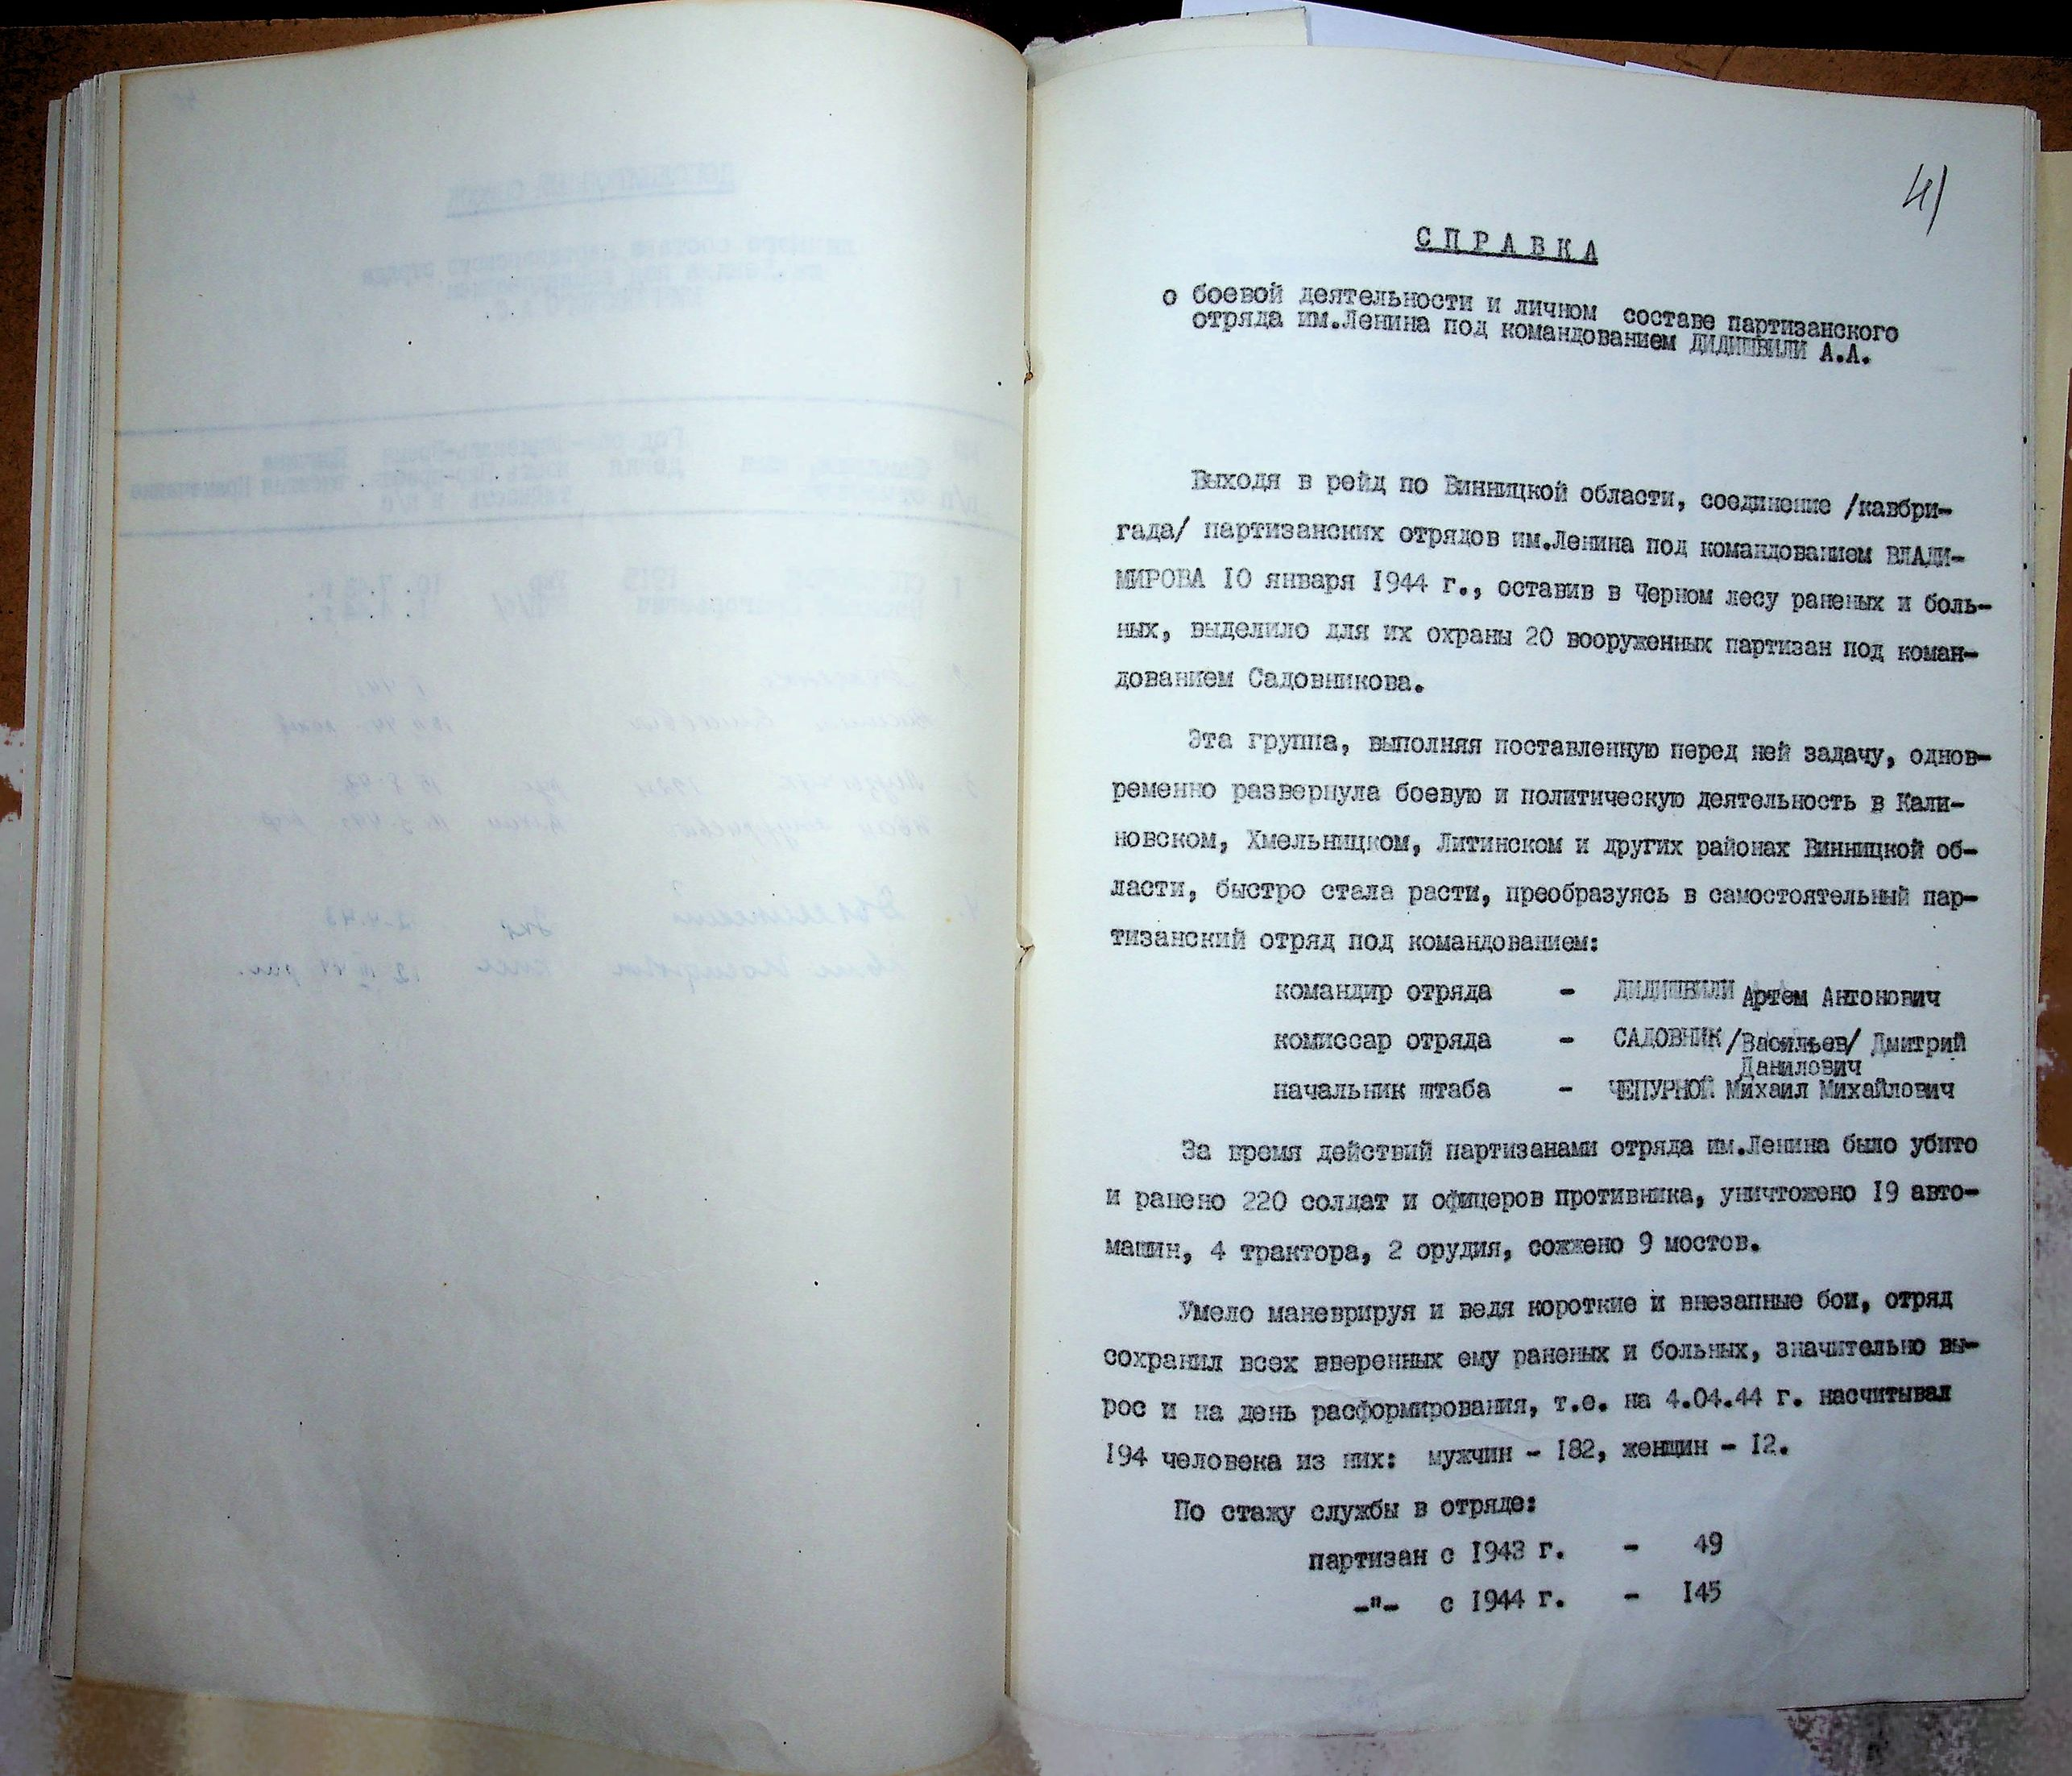 41
СПРАВКА
о боевой деятельности и личном составе партизанского
отряда им.Ленина под командованием ДИДИШВИЛИ А.А.
Выходя в рейд по Винницкой области, соединение /кавбри-
гада/ партизанских отрядов им.Ленина под командованием ВЛАДИ-
МИРОВА 10 января 1944 г., оставив в Черном лесу раненых и боль-
ных, выделило для их охраны 20 вооруженных партизан под коман-
дованием Садовникова.
Эта группа, выполняя поставленную перед ней задачу, однов-
ременно развернула боевую и политическую деятельность в Кали-
новском, Хмельницком, Литинском и других районах Винницкой об-
ласти, быстро стала расти, преобразуясь в самостоятельный пар-
тизанский отряд под командованием:
командир отряда - ДИДИШВИЛИ Артем Антонович
комиссар отряда - САДОВНИК /Васильев/ Дмитрий
Данилович
начальник штаба - ЧЕПУРНОЙ Михаил Михайлович
За время действий партизанами отряда им.Ленина было убито
и ранено 220 солдат и офицеров противника, уничтожено 19 авто-
машин, 4 трактора, 2 орудия, сожжено 9 мостов.
Умело маневрируя и ведя короткие и внезапные бои, отряд
сохранил всех вверенных ему раненых и больных, значительно вы-
рос и на день расформирования, т.е. на 4.04.44 г. насчитывал
194 человека из них: мужчин - 182, женщин - 12.
По стажу службы в отряде:
партизан с 1943 г. - 49
-"- с 1944 г. - 145